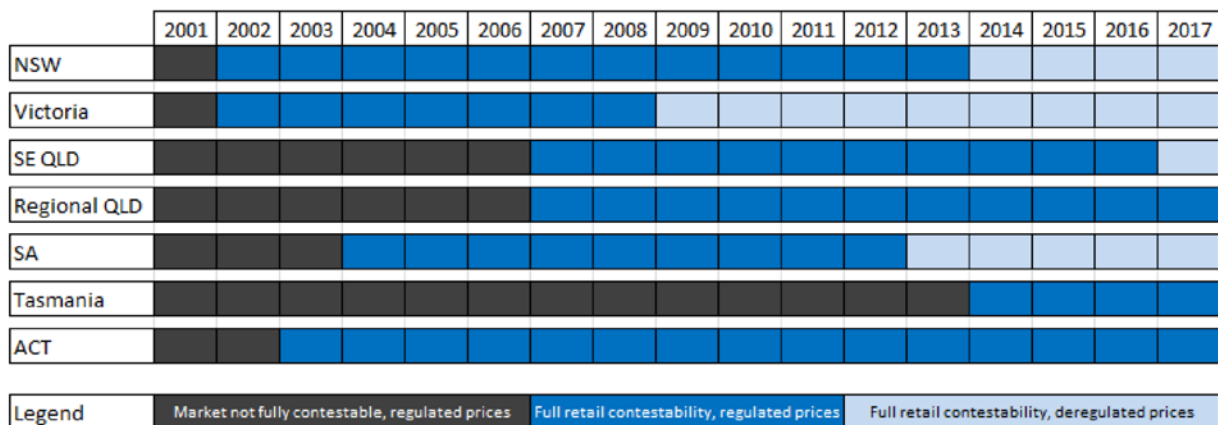 2001 2002 2003 2004 2005 2006 2007 2008 2009 2010 2011 2012 2013 2014 2015 2016 2017
NSW
Victoria
SE QLD
Regional QLD
SA
Tasmania
ACT
Legend Market not fully contestable, regulated prices Full retail contestability, regulated prices Full retail contestability, deregulated prices